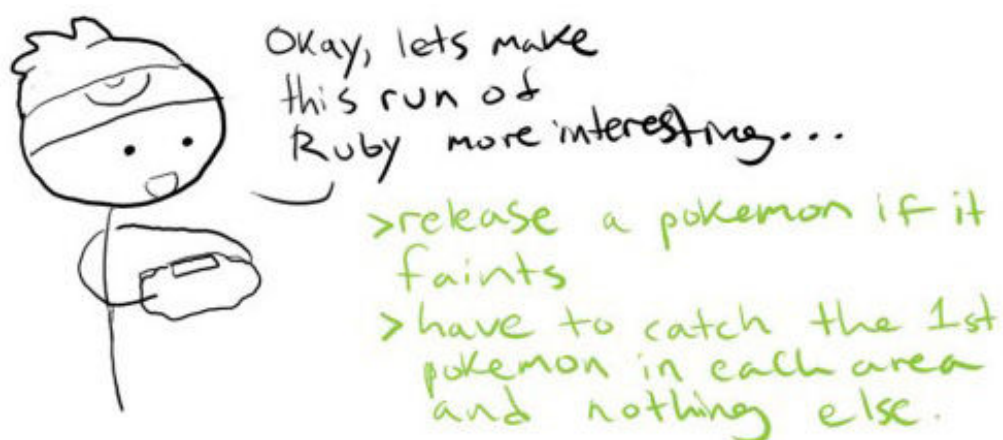 Okay, lets make
this run of
Ruby more interesting...
>release a pokemon if it
faints
>have to catch the 1st
pokemon in each area
and nothing else.